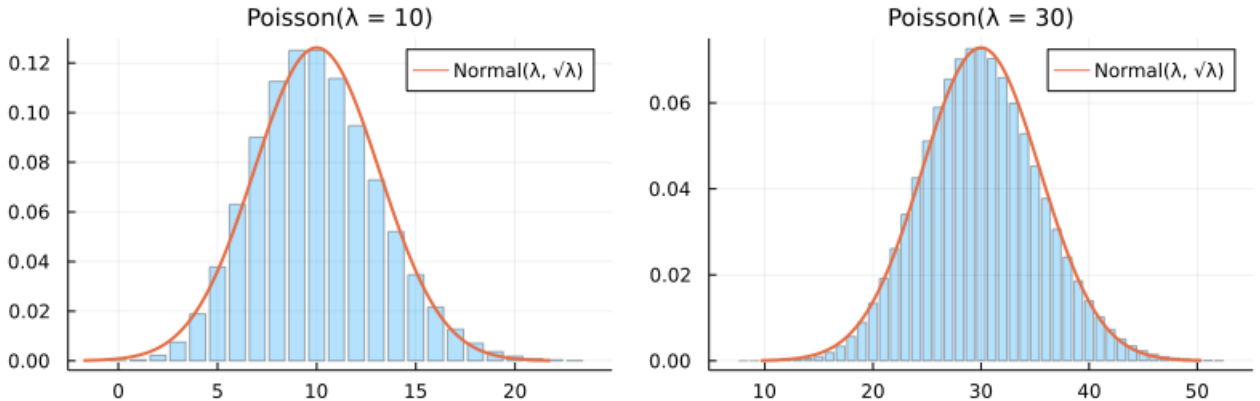 Poisson(λ = 10)
Normal(λ, √λ)
0.12
0.10
0.08
0.06
0.04
0.02
0.00
0 5 10 15 20
Poisson(λ = 30)
Normal(λ, √λ)
0.06
0.04
0.02
0.00
10 20 30 40 50